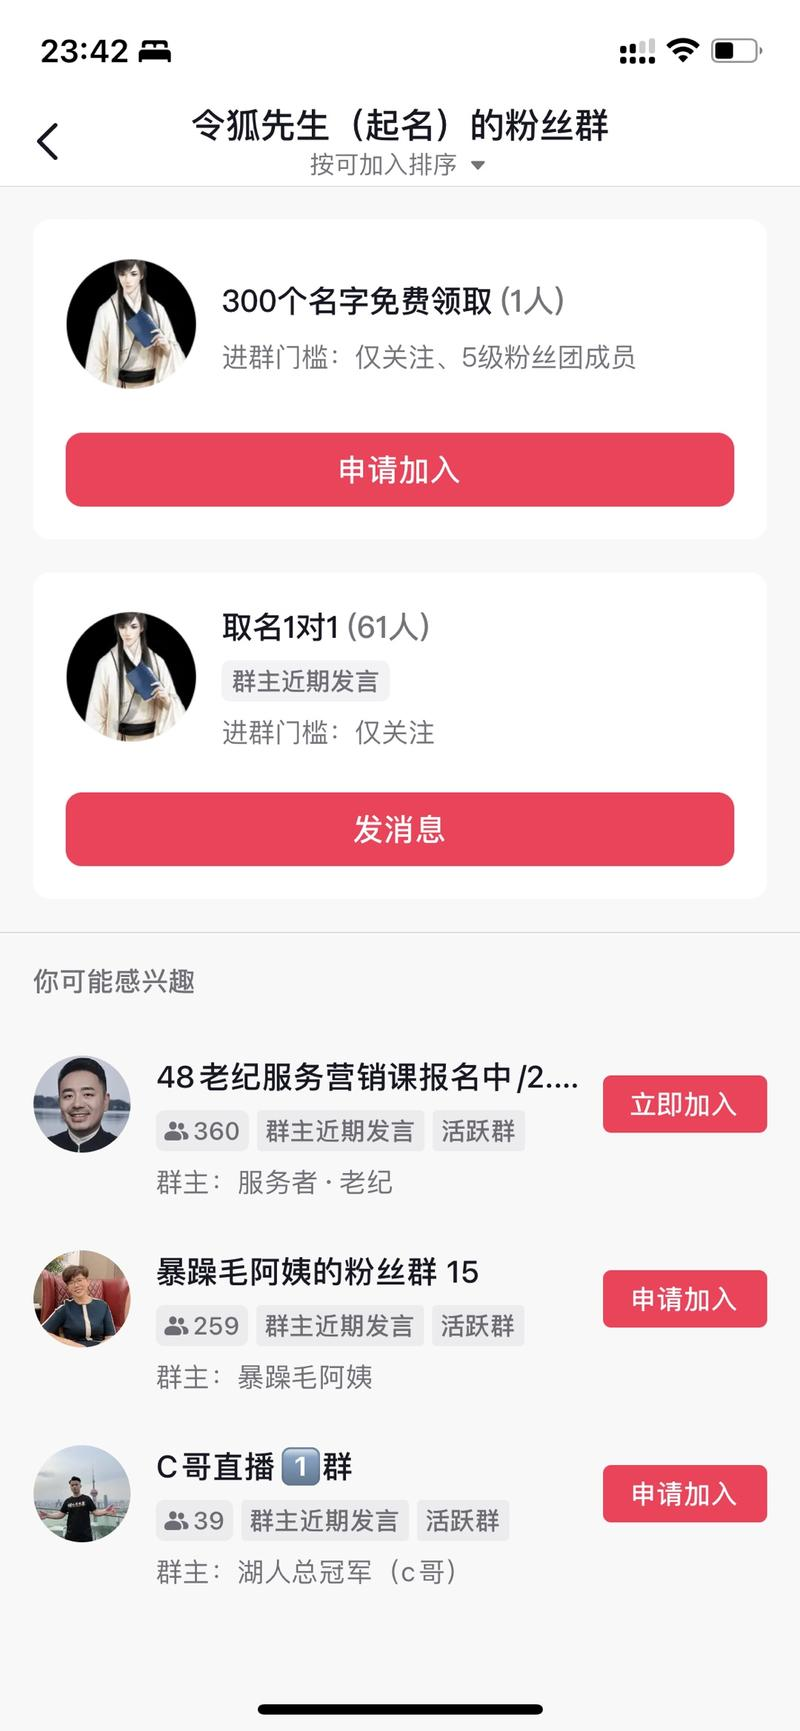 23:42
令狐先生（起名）的粉丝群
按可加入排序
300个名字免费领取 (1人)
进群门槛：仅关注、5级粉丝团成员
申请加入
取名1对1 (61人)
群主近期发言
进群门槛：仅关注
发消息
你可能感兴趣
48老纪服务营销课报名中/2....
360 群主近期发言 活跃群
群主：服务者 · 老纪
立即加入
暴躁毛阿姨的粉丝群 15
259 群主近期发言 活跃群
群主：暴躁毛阿姨
申请加入
C哥直播1️⃣群
39 群主近期发言 活跃群
群主：湖人总冠军（c哥）
申请加入